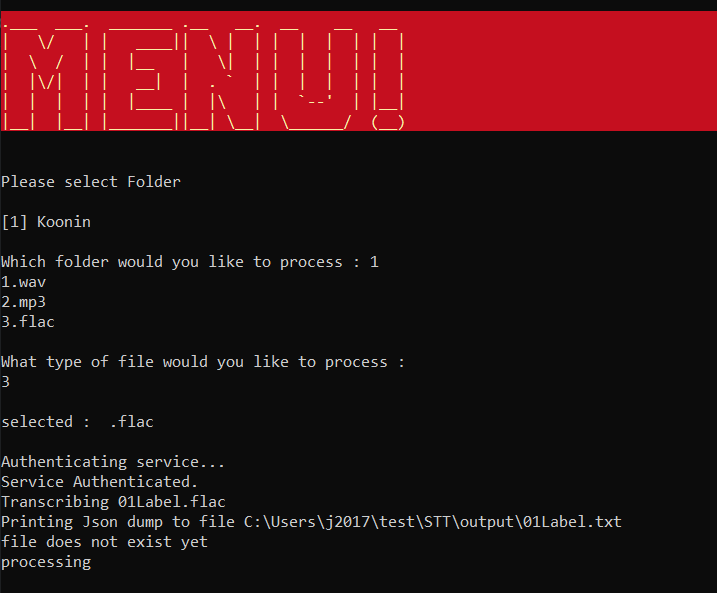 MENU!
Please select Folder
[1] Koonin
Which folder would you like to process : 1
1.wav
2.mp3
3.flac
What type of file would you like to process :
3
selected :  .flac
Authenticating service...
Service Authenticated.
Transcribing 01Label.flac
Printing Json dump to file C:\Users\j2017\test\STT\output\01Label.txt
file does not exist yet
processing